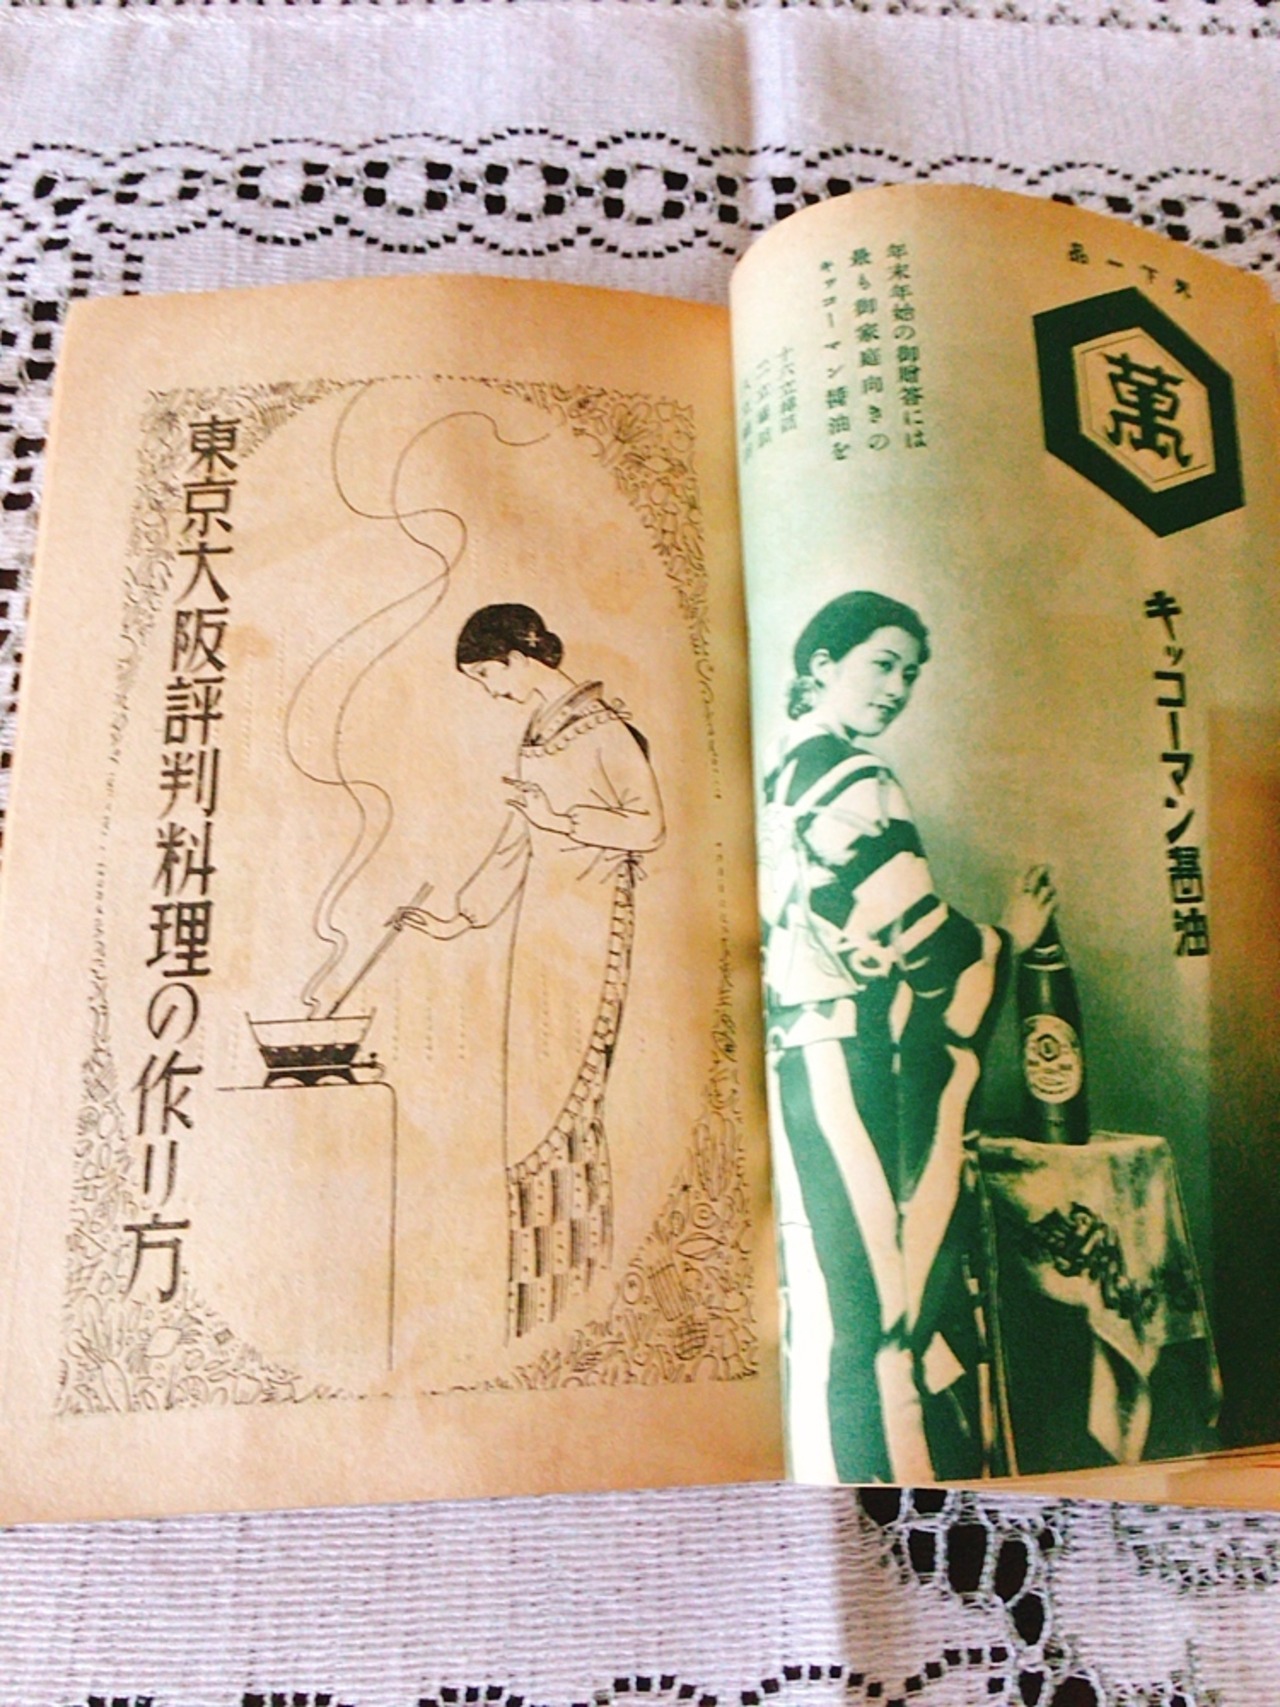 天下一品
萬
キッコーマン醤油
年末年始の御贈答には
最も御家庭向きの
キッコーマン醤油を
東京大阪評判料理の作り方